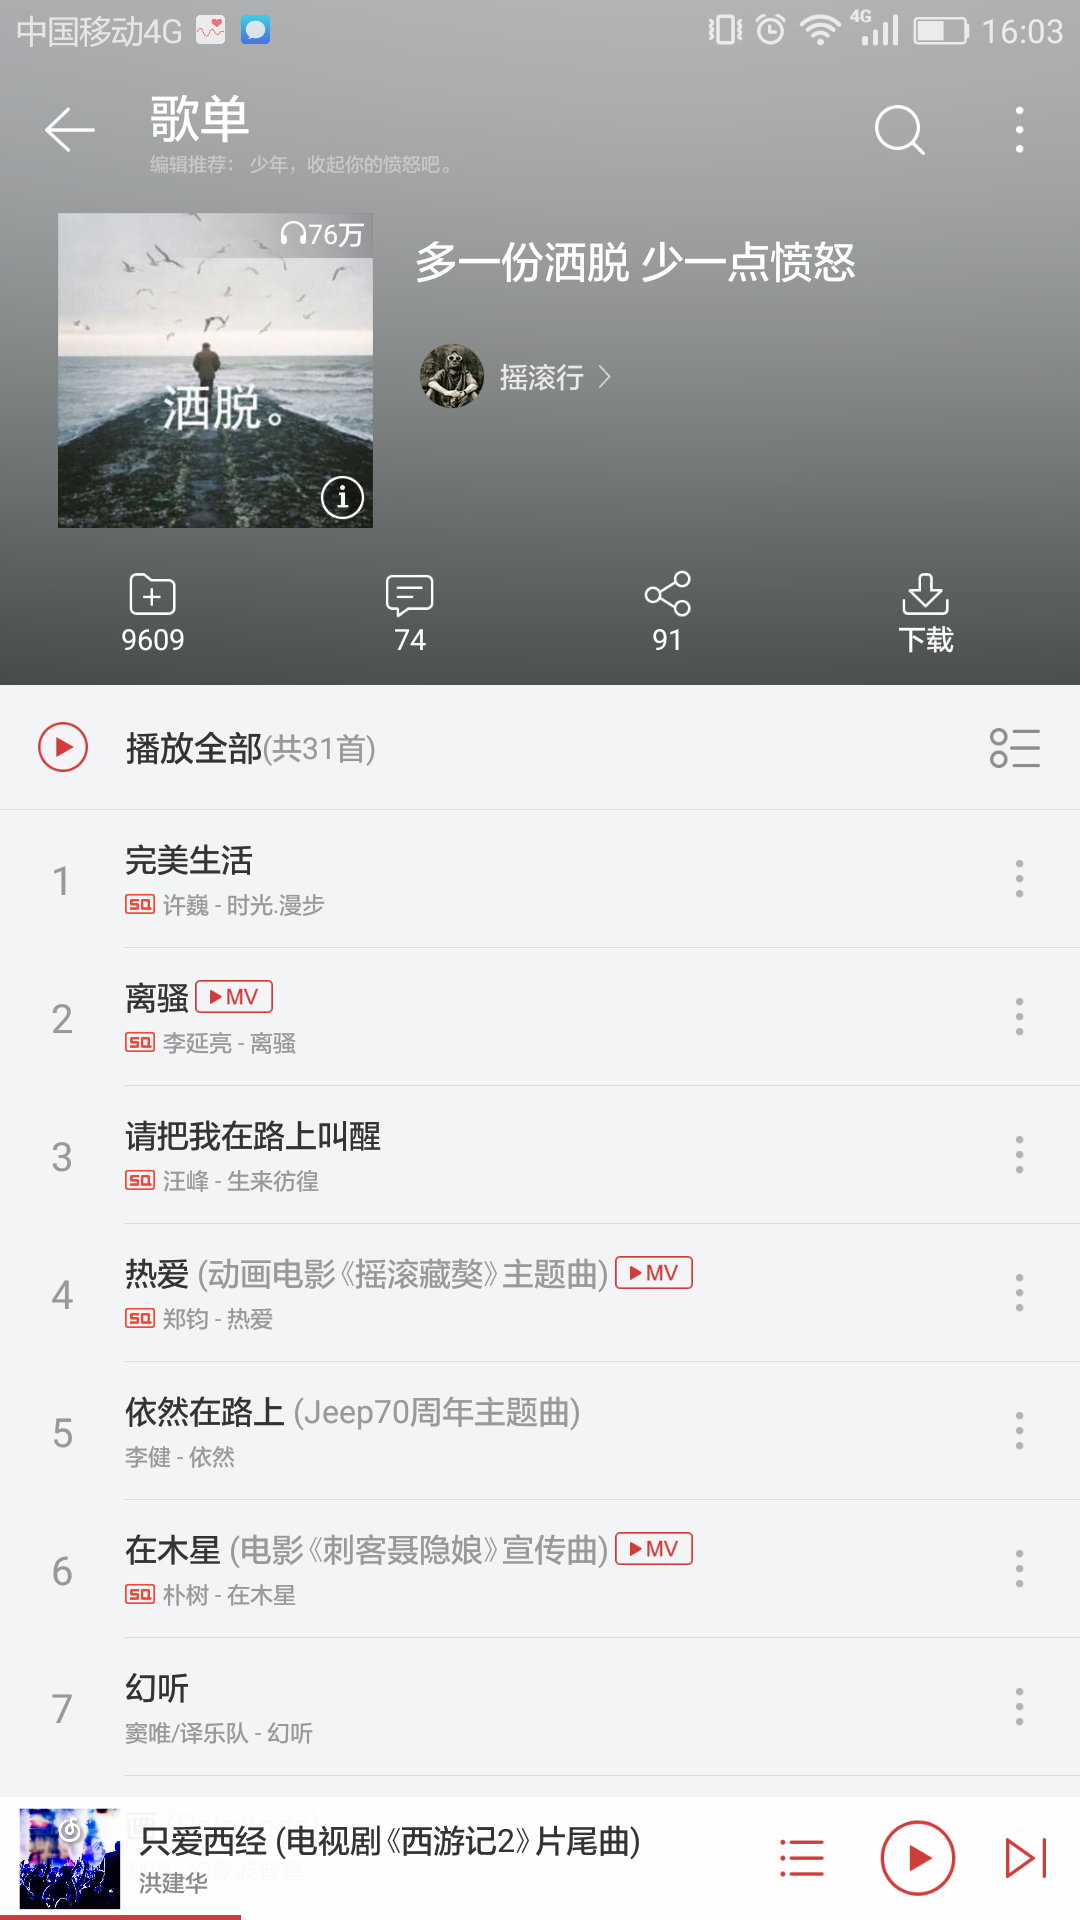 中国移动4G 4G 16:03
歌单
编辑推荐： 少年，收起你的愤怒吧。
76万
多一份洒脱 少一点愤怒
摇滚行
洒脱。
9609 74 91 下载
播放全部(共31首)
1 完美生活
SQ 许巍 - 时光.漫步
2 离骚 MV
SQ 李延亮 - 离骚
3 请把我在路上叫醒
SQ 汪峰 - 生来彷徨
4 热爱 (动画电影《摇滚藏獒》主题曲) MV
SQ 郑钧 - 热爱
5 依然在路上 (Jeep70周年主题曲)
李健 - 依然
6 在木星 (电影《刺客聂隐娘》宣传曲) MV
SQ 朴树 - 在木星
7 幻听
窦唯/译乐队 - 幻听
只爱西经 (电视剧《西游记2》片尾曲)
洪建华